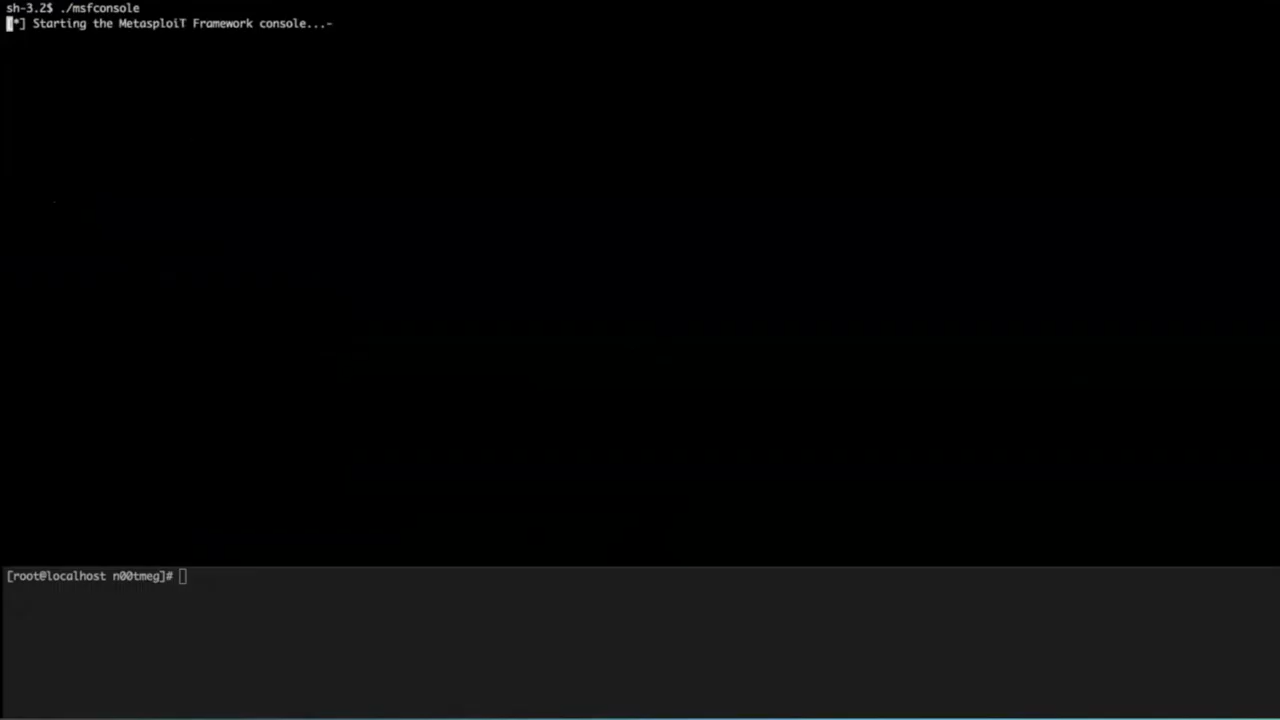 sh-3.2$ ./msfconsole
[*] Starting the MetasploiT Framework console...-
[root@localhost n00tmeg]#